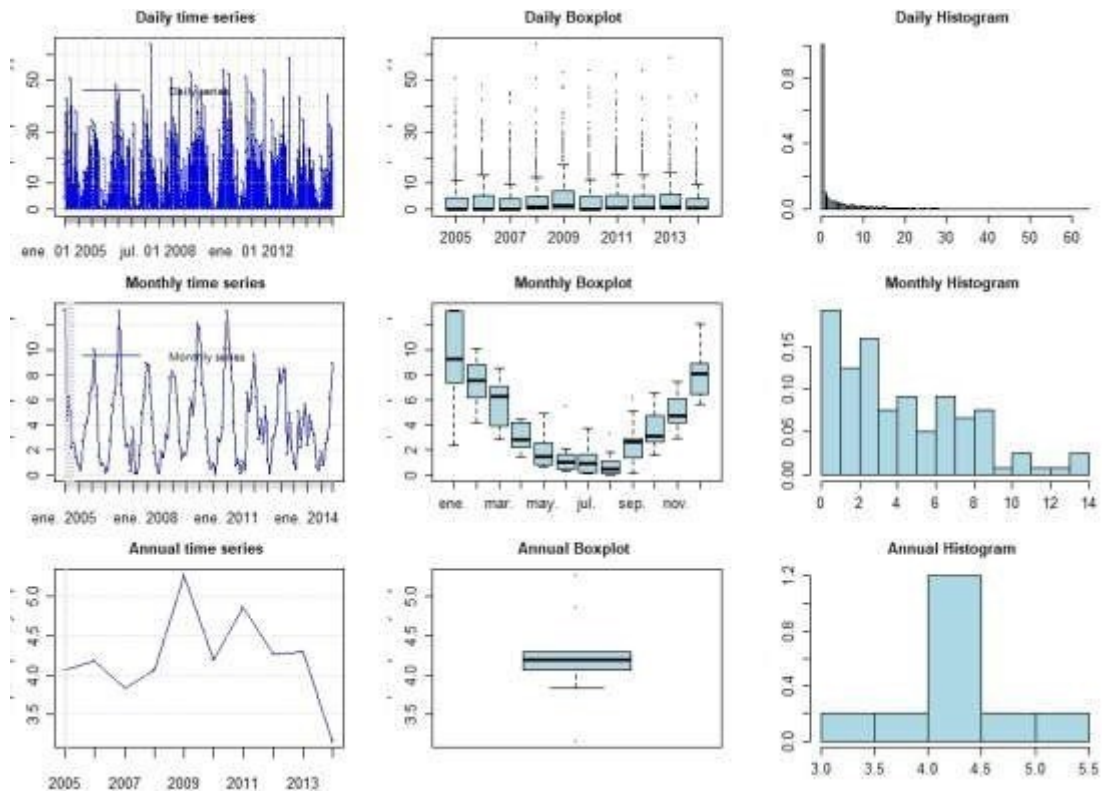 Daily time series
Daily Boxplot
Daily Histogram
50
30
10
0
Daily series
ene. 01 2005 jul. 01 2008 ene. 01 2012
50
30
10
0
2005 2007 2009 2011 2013
0.8
0.4
0.0
0 10 20 30 40 50 60
Monthly time series
Monthly Boxplot
Monthly Histogram
10
8
6
4
2
0
Monthly series
ene. 2005 ene. 2008 ene. 2011 ene. 2014
10
8
6
4
2
0
ene. mar. may. jul. sep. nov.
0.15
0.10
0.05
0.00
0 2 4 6 8 10 12 14
Annual time series
Annual Boxplot
Annual Histogram
5.0
4.5
4.0
3.5
2005 2007 2009 2011 2013
5.0
4.5
4.0
3.5
1.2
0.8
0.4
0.0
3.0 3.5 4.0 4.5 5.0 5.5